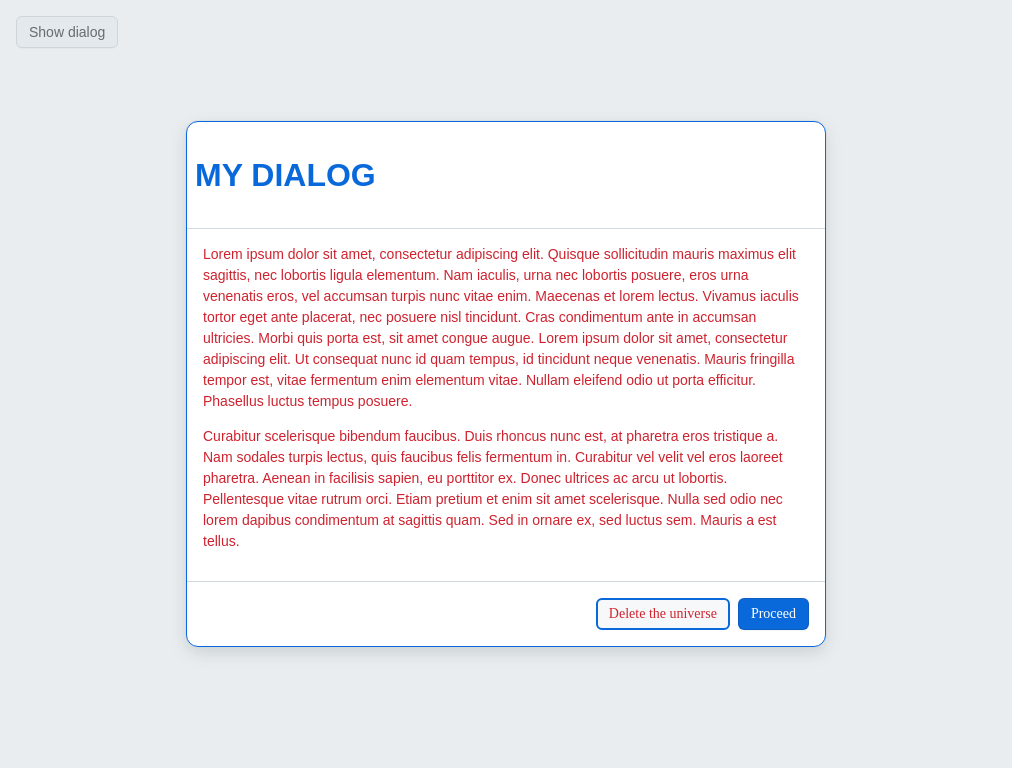 Show dialog
MY DIALOG
Lorem ipsum dolor sit amet, consectetur adipiscing elit. Quisque sollicitudin mauris maximus elit
sagittis, nec lobortis ligula elementum. Nam iaculis, urna nec lobortis posuere, eros urna
venenatis eros, vel accumsan turpis nunc vitae enim. Maecenas et lorem lectus. Vivamus iaculis
tortor eget ante placerat, nec posuere nisl tincidunt. Cras condimentum ante in accumsan
ultricies. Morbi quis porta est, sit amet congue augue. Lorem ipsum dolor sit amet, consectetur
adipiscing elit. Ut consequat nunc id quam tempus, id tincidunt neque venenatis. Mauris fringilla
tempor est, vitae fermentum enim elementum vitae. Nullam eleifend odio ut porta efficitur.
Phasellus luctus tempus posuere.
Curabitur scelerisque bibendum faucibus. Duis rhoncus nunc est, at pharetra eros tristique a.
Nam sodales turpis lectus, quis faucibus felis fermentum in. Curabitur vel velit vel eros laoreet
pharetra. Aenean in facilisis sapien, eu porttitor ex. Donec ultrices ac arcu ut lobortis.
Pellentesque vitae rutrum orci. Etiam pretium et enim sit amet scelerisque. Nulla sed odio nec
lorem dapibus condimentum at sagittis quam. Sed in ornare ex, sed luctus sem. Mauris a est
tellus.
Delete the universe
Proceed